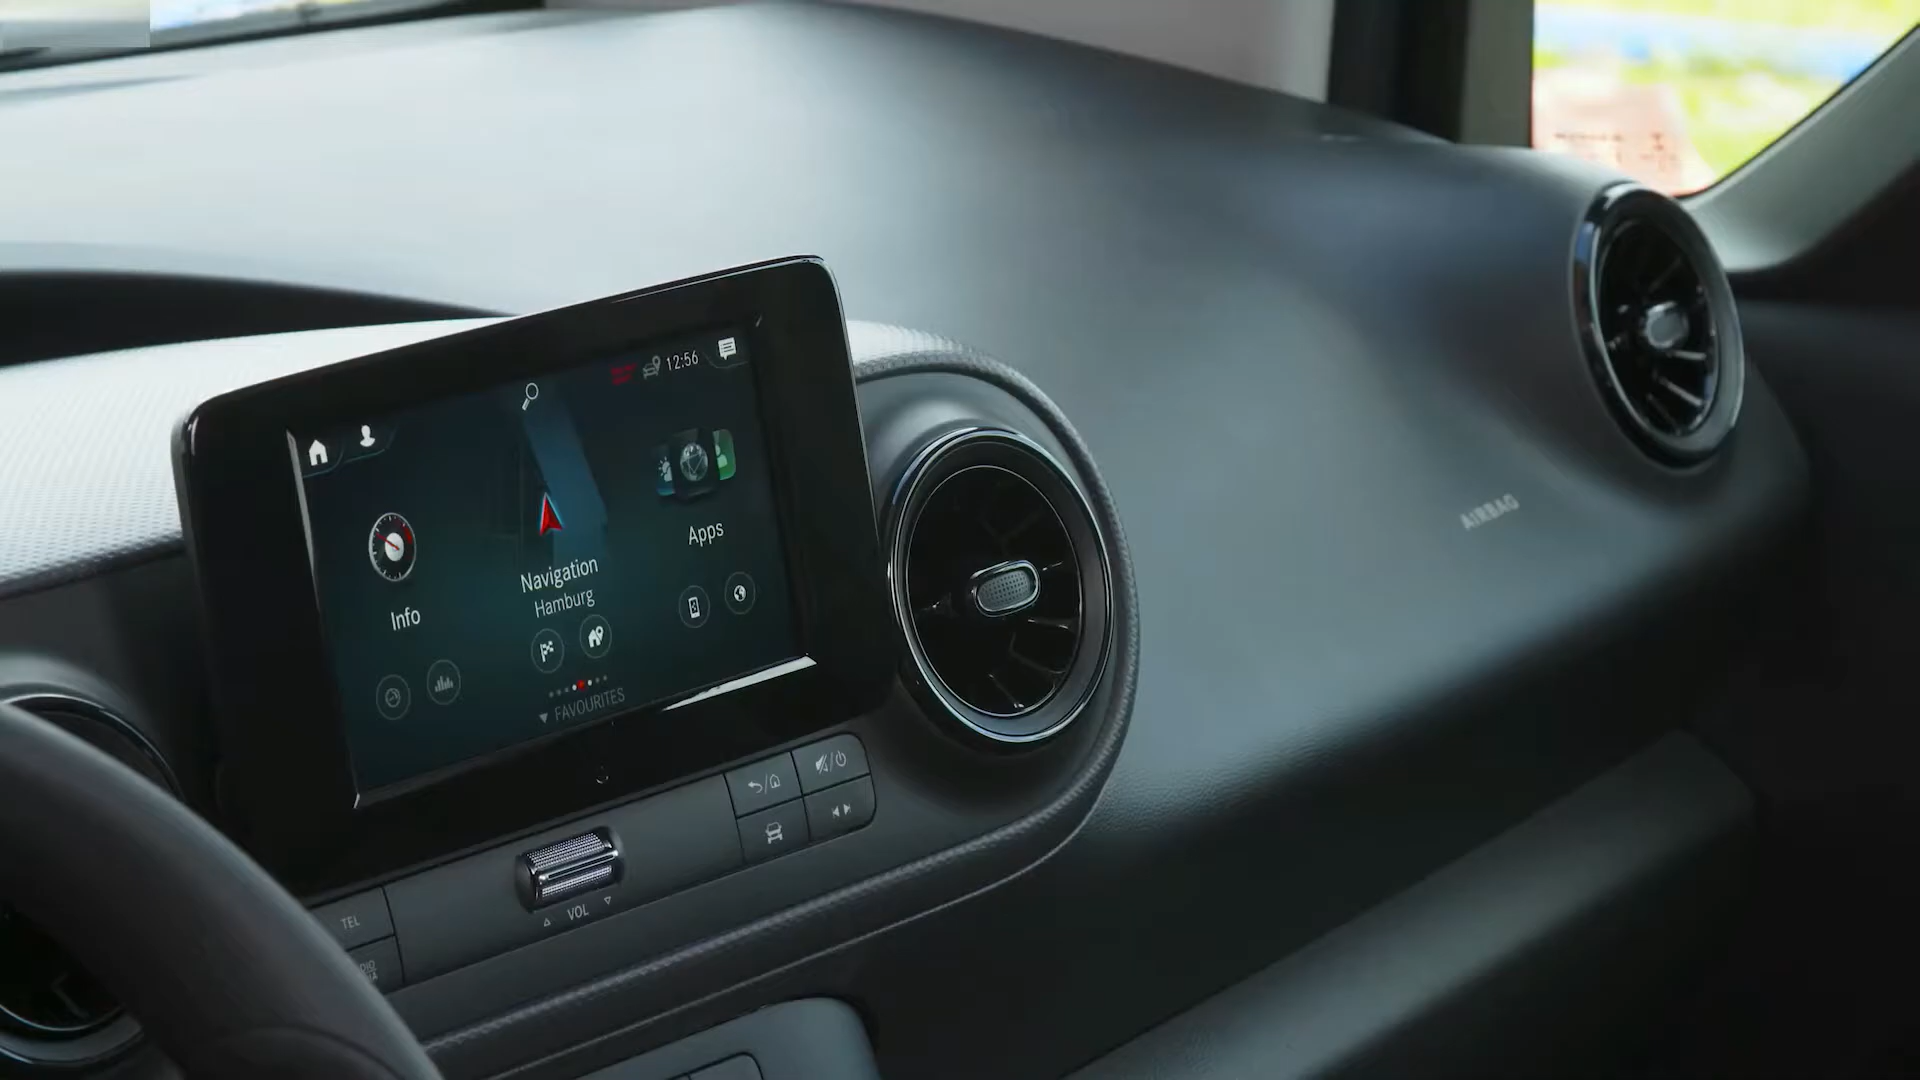 12:56
Info
Navigation
Hamburg
Apps
FAVOURITES
AIRBAG
VOL
TEL